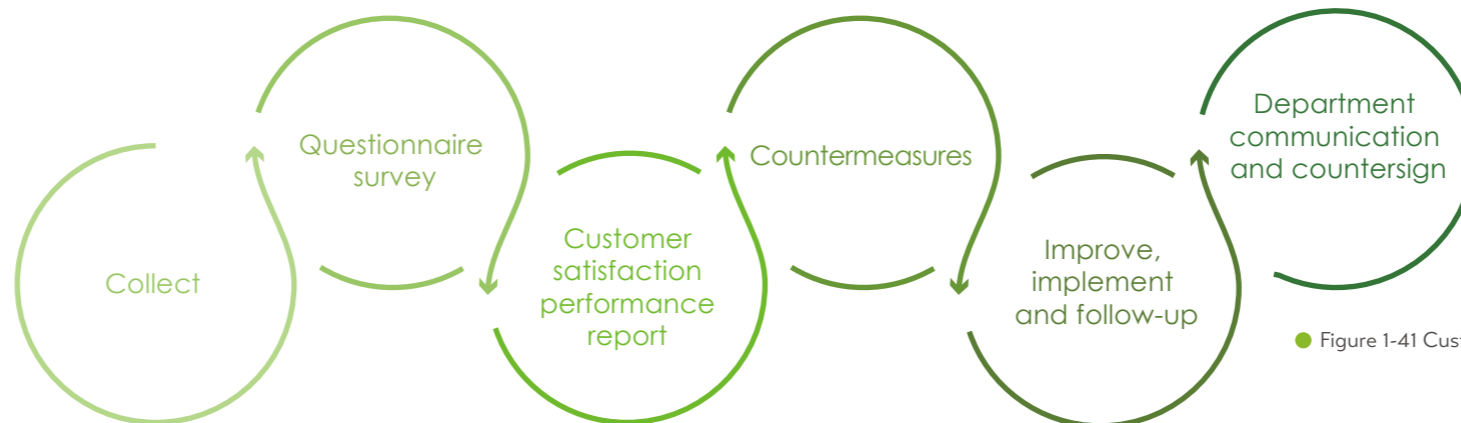 Collect
Questionnaire
survey
Customer
satisfaction
performance
report
Countermeasures
Improve,
implement
and follow-up
Department
communication
and countersign
Figure 1-41